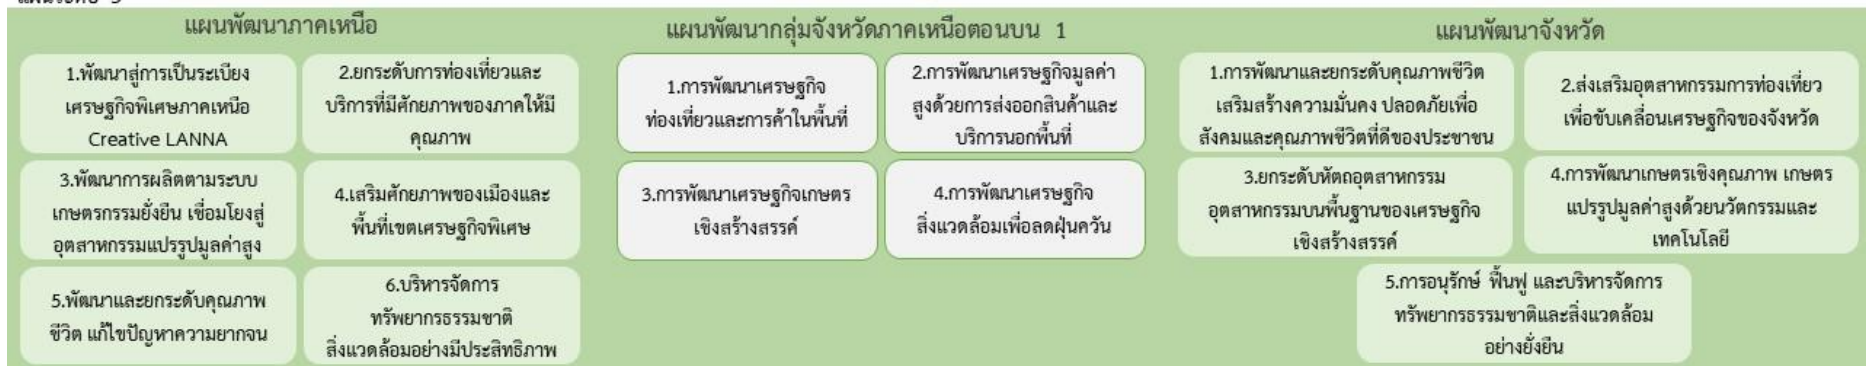 แผนระดับ 3
แผนพัฒนาภาคเหนือ
1.พัฒนาสู่การเป็นระเบียง
เศรษฐกิจพิเศษภาคเหนือ
Creative LANNA
2.ยกระดับการท่องเที่ยวและ
บริการที่มีศักยภาพของภาคให้มี
คุณภาพ
3.พัฒนาการผลิตตามระบบ
เกษตรกรรมยั่งยืน เชื่อมโยงสู่
อุตสาหกรรมแปรรูปมูลค่าสูง
4.เสริมศักยภาพของเมืองและ
พื้นที่เขตเศรษฐกิจพิเศษ
5.พัฒนาและยกระดับคุณภาพ
ชีวิต แก้ไขปัญหาความยากจน
6.บริหารจัดการ
ทรัพยากรธรรมชาติ
สิ่งแวดล้อมอย่างมีประสิทธิภาพ
แผนพัฒนากลุ่มจังหวัดภาคเหนือตอนบน 1
1.การพัฒนาเศรษฐกิจ
ท่องเที่ยวและการค้าในพื้นที่
2.การพัฒนาเศรษฐกิจมูลค่า
สูงด้วยการส่งออกสินค้าและ
บริการนอกพื้นที่
3.การพัฒนาเศรษฐกิจเกษตร
เชิงสร้างสรรค์
4.การพัฒนาเศรษฐกิจ
สิ่งแวดล้อมเพื่อลดฝุ่นควัน
แผนพัฒนาจังหวัด
1.การพัฒนาและยกระดับคุณภาพชีวิต
เสริมสร้างความมั่นคง ปลอดภัยเพื่อ
สังคมและคุณภาพชีวิตที่ดีของประชาชน
2.ส่งเสริมอุตสาหกรรมการท่องเที่ยว
เพื่อขับเคลื่อนเศรษฐกิจของจังหวัด
3.ยกระดับหัตถอุตสาหกรรม
อุตสาหกรรมบนพื้นฐานของเศรษฐกิจ
เชิงสร้างสรรค์
4.การพัฒนาเกษตรเชิงคุณภาพ เกษตร
แปรรูปมูลค่าสูงด้วยนวัตกรรมและ
เทคโนโลยี
5.การอนุรักษ์ ฟื้นฟู และบริหารจัดการ
ทรัพยากรธรรมชาติและสิ่งแวดล้อม
อย่างยั่งยืน